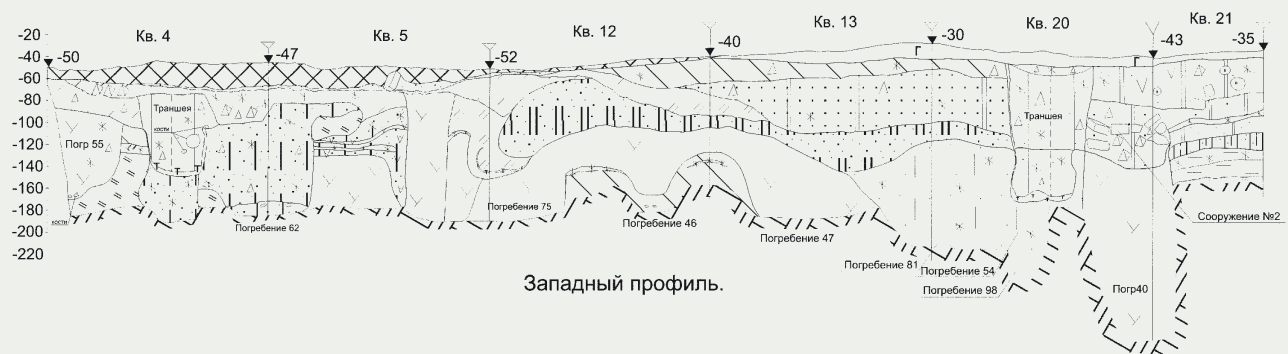 Кв. 4
Кв. 5
Кв. 12
Кв. 13
Кв. 20
Кв. 21
-20
-40
-60
-80
-100
-120
-140
-160
-180
-200
-220
-50
-47
-52
-40
-30
-43
-35
Г
Г
Траншея
кости
Погр 55
кости
Траншея
Погребение 62
Погребение 75
Погребение 46
Погребение 47
Погребение 81
Погребение 54
Погребение 98
Погр40
Сооружение №2
Западный профиль.